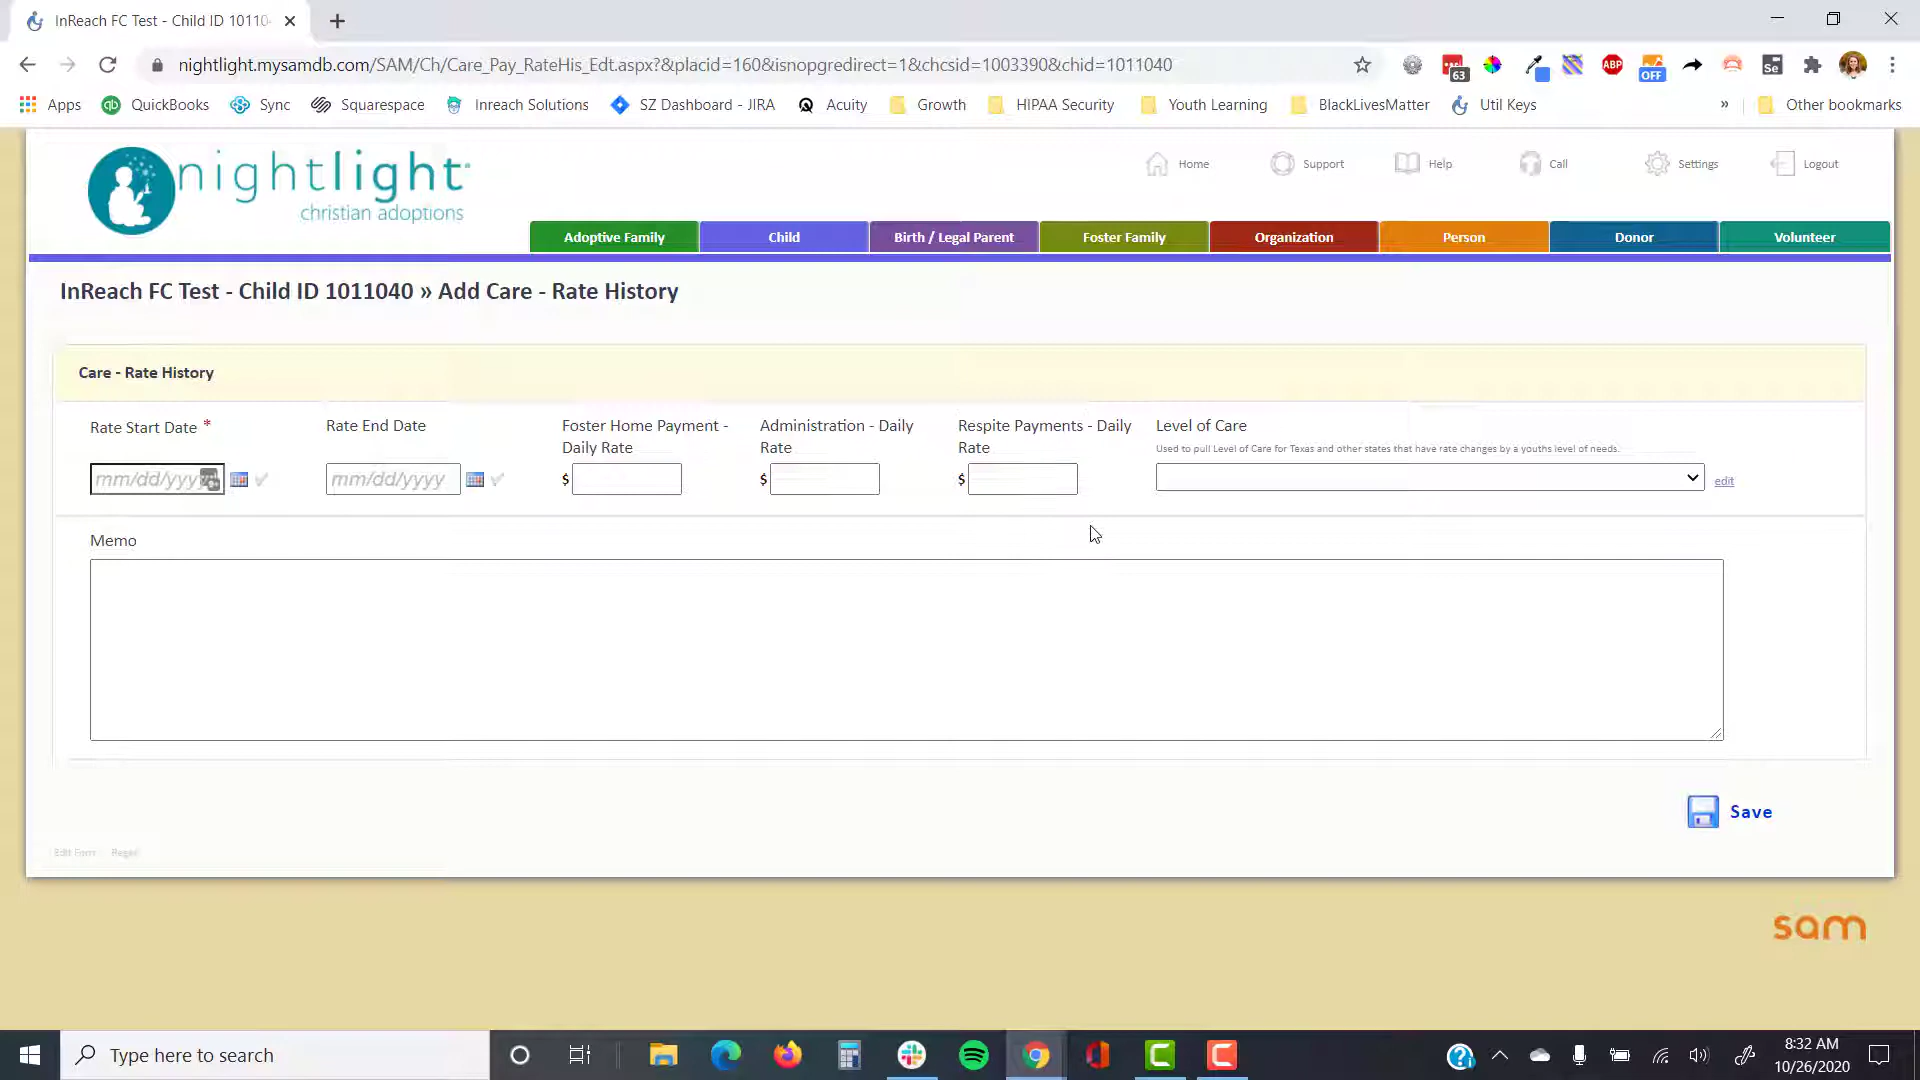 InReach FC Test - Child ID 10110
nightlight.mysamdb.com/SAM/Ch/Care_Pay_RateHis_Edt.aspx?&placid=160&isnopgredirect=1&chcsid=1003390&chid=1011040
63
ABP
OFF
Se
Apps
QuickBooks
Sync
Squarespace
Inreach Solutions
SZ Dashboard - JIRA
Acuity
Growth
HIPAA Security
Youth Learning
BlackLivesMatter
Util Keys
»
Other bookmarks
nightlight
christian adoptions
Home
Support
Help
Call
Settings
Logout
Adoptive Family
Child
Birth / Legal Parent
Foster Family
Organization
Person
Donor
Volunteer
InReach FC Test - Child ID 1011040 » Add Care - Rate History
Care - Rate History
Rate Start Date *
mm/dd/yyyy
Rate End Date
mm/dd/yyyy
Foster Home Payment -
Daily Rate
$
Administration - Daily
Rate
$
Respite Payments - Daily
Rate
$
Level of Care
Used to pull Level of Care for Texas and other states that have rate changes by a youths level of needs.
edit
Memo
Save
Edit Form
sam
Type here to search
8:32 AM
10/26/2020